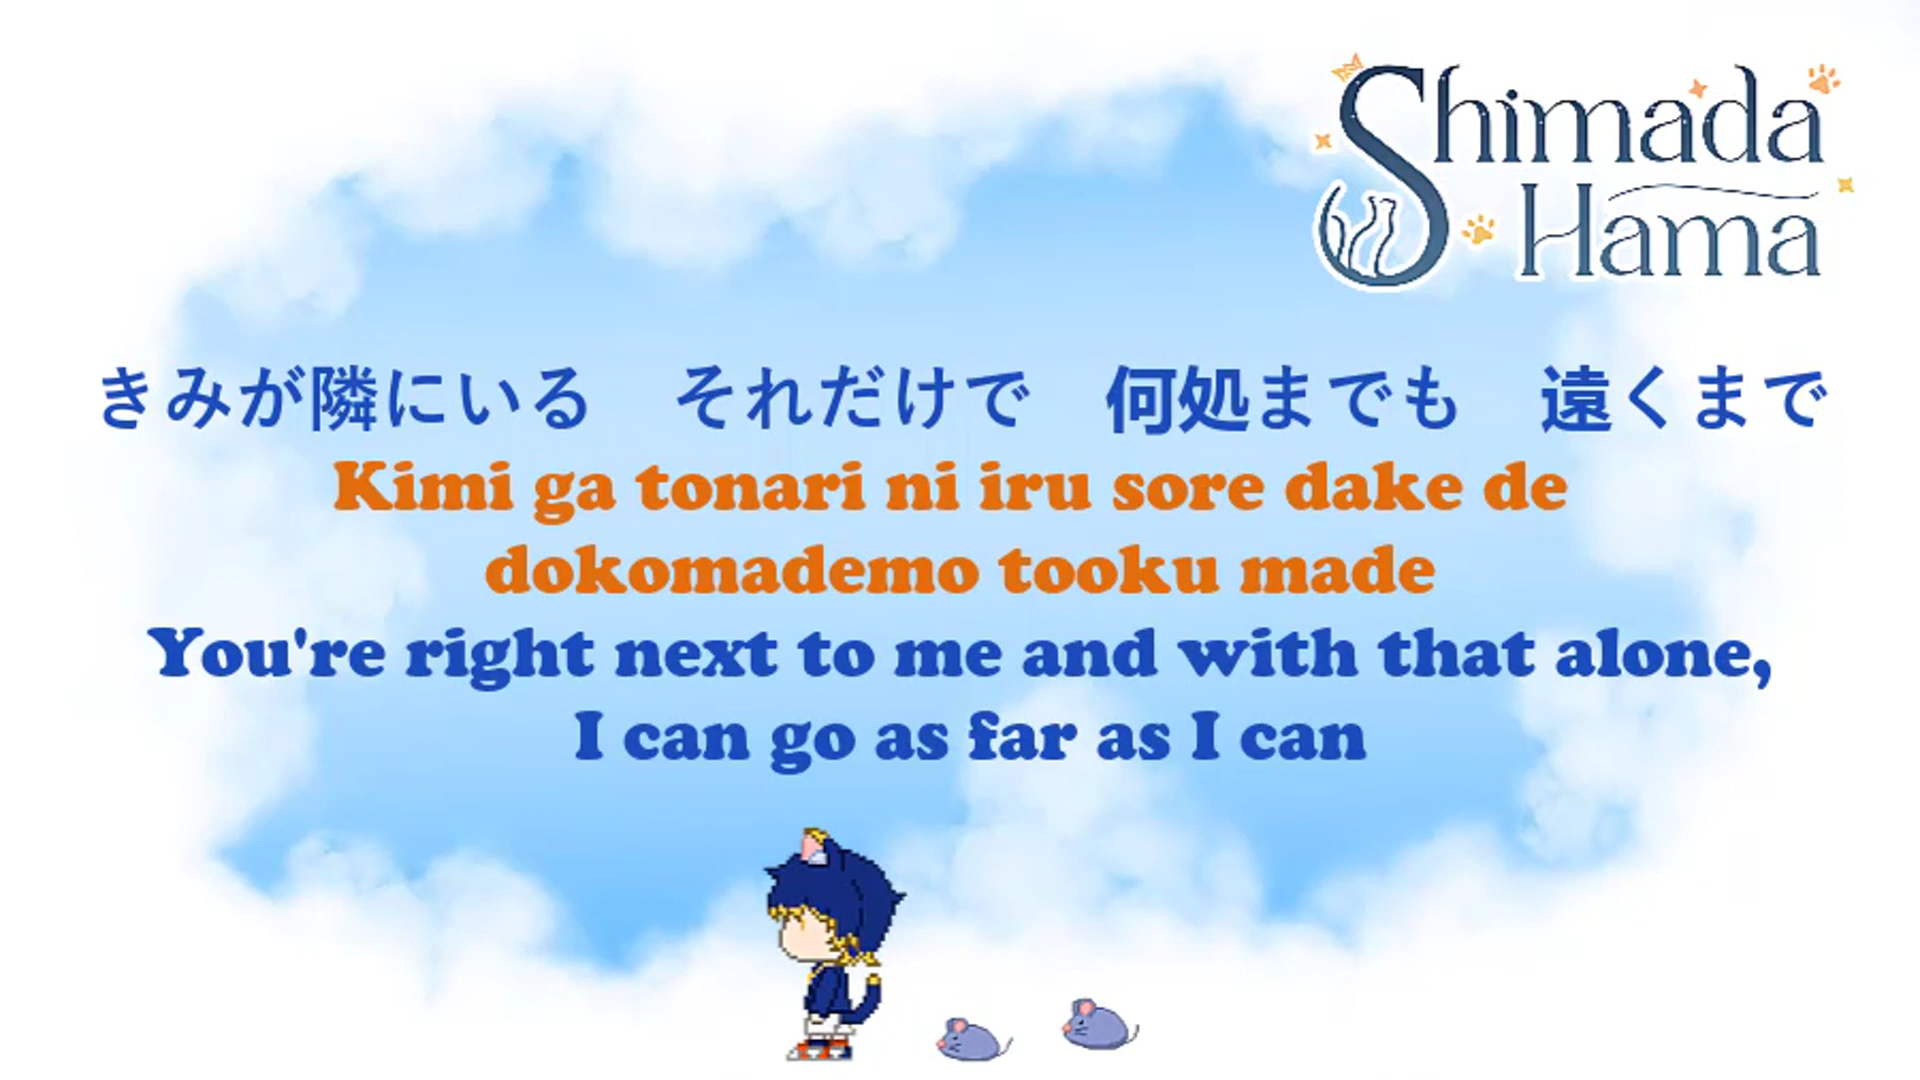 Shimada
Hama
きみが隣にいる　それだけで　何処までも　遠くまで
Kimi ga tonari ni iru sore dake de
dokomademo tooku made
You're right next to me and with that alone,
I can go as far as I can